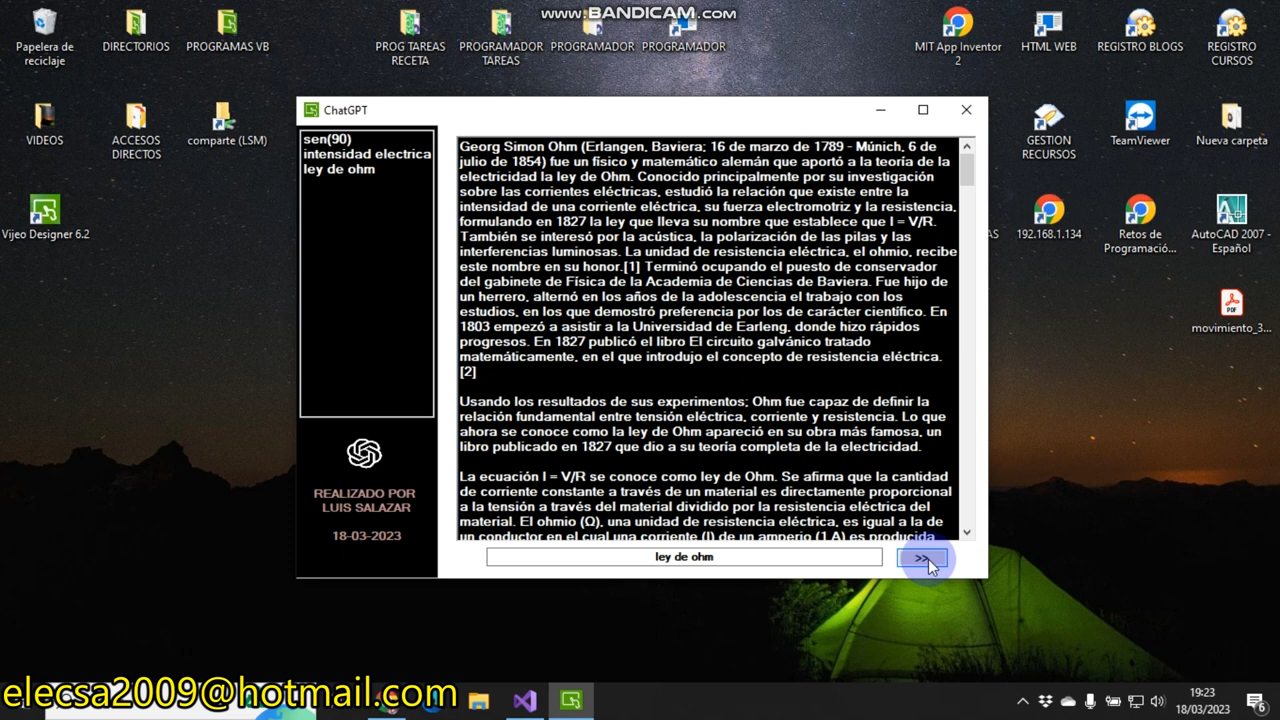 www.BANDICAM.com
Papelera de
reciclaje
DIRECTORIOS
PROGRAMAS VB
PROG TAREAS
RECETA
PROGRAMADOR
TAREAS
PROGRAMADOR
PROGRAMADOR
MIT App Inventor
2
HTML WEB
REGISTRO BLOGS
REGISTRO
CURSOS
VIDEOS
ACCESOS
DIRECTOS
comparte (LSM)
GESTION
RECURSOS
TeamViewer
Nueva carpeta
Vijeo Designer 6.2
AS
192.168.1.134
Retos de
Programació...
AutoCAD 2007 -
Español
PDF
movimiento_3...
ChatGPT
sen(90)
intensidad electrica
ley de ohm
REALIZADO POR
LUIS SALAZAR
18-03-2023
Georg Simon Ohm (Erlangen, Baviera; 16 de marzo de 1789 - Múnich, 6 de
julio de 1854) fue un físico y matemático alemán que aportó a la teoría de la
electricidad la ley de Ohm. Conocido principalmente por su investigación
sobre las corrientes eléctricas, estudió la relación que existe entre la
intensidad de una corriente eléctrica, su fuerza electromotriz y la resistencia,
formulando en 1827 la ley que lleva su nombre que establece que I = V/R.
También se interesó por la acústica, la polarización de las pilas y las
interferencias luminosas. La unidad de resistencia eléctrica, el ohmio, recibe
este nombre en su honor.[1] Terminó ocupando el puesto de conservador
del gabinete de Física de la Academia de Ciencias de Baviera. Fue hijo de
un herrero, alternó en los años de la adolescencia el trabajo con los
estudios, en los que demostró preferencia por los de carácter científico. En
1803 empezó a asistir a la Universidad de Earleng, donde hizo rápidos
progresos. En 1827 publicó el libro El circuito galvánico tratado
matemáticamente, en el que introdujo el concepto de resistencia eléctrica.
[2]
Usando los resultados de sus experimentos; Ohm fue capaz de definir la
relación fundamental entre tensión eléctrica, corriente y resistencia. Lo que
ahora se conoce como la ley de Ohm apareció en su obra más famosa, un
libro publicado en 1827 que dio a su teoría completa de la electricidad.
La ecuación I = V/R se conoce como ley de Ohm. Se afirma que la cantidad
de corriente constante a través de un material es directamente proporcional
a la tensión a través del material dividido por la resistencia eléctrica del
material. El ohmio (Ω), una unidad de resistencia eléctrica, es igual a la de
un conductor en el cual una corriente (I) de un amperio (1 A) es producida
ley de ohm
>>
elecsa2009@hotmail.com
19:23
18/03/2023
6